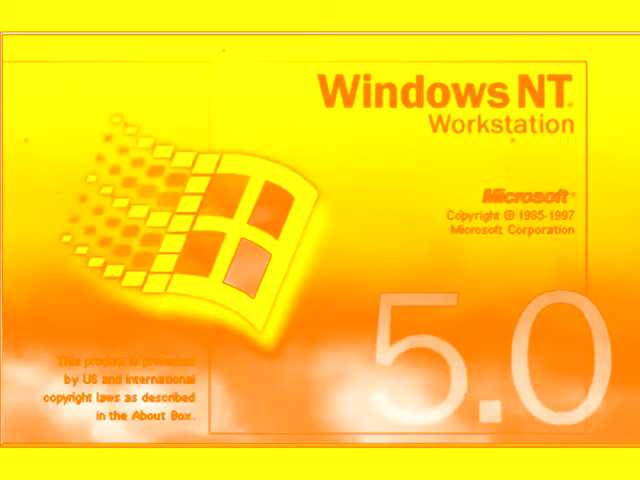 Windows NT
Workstation
Microsoft®
Copyright © 1985-1997
Microsoft Corporation
5.0
This product is protected
by US and international
copyright laws as described
in the About Box.